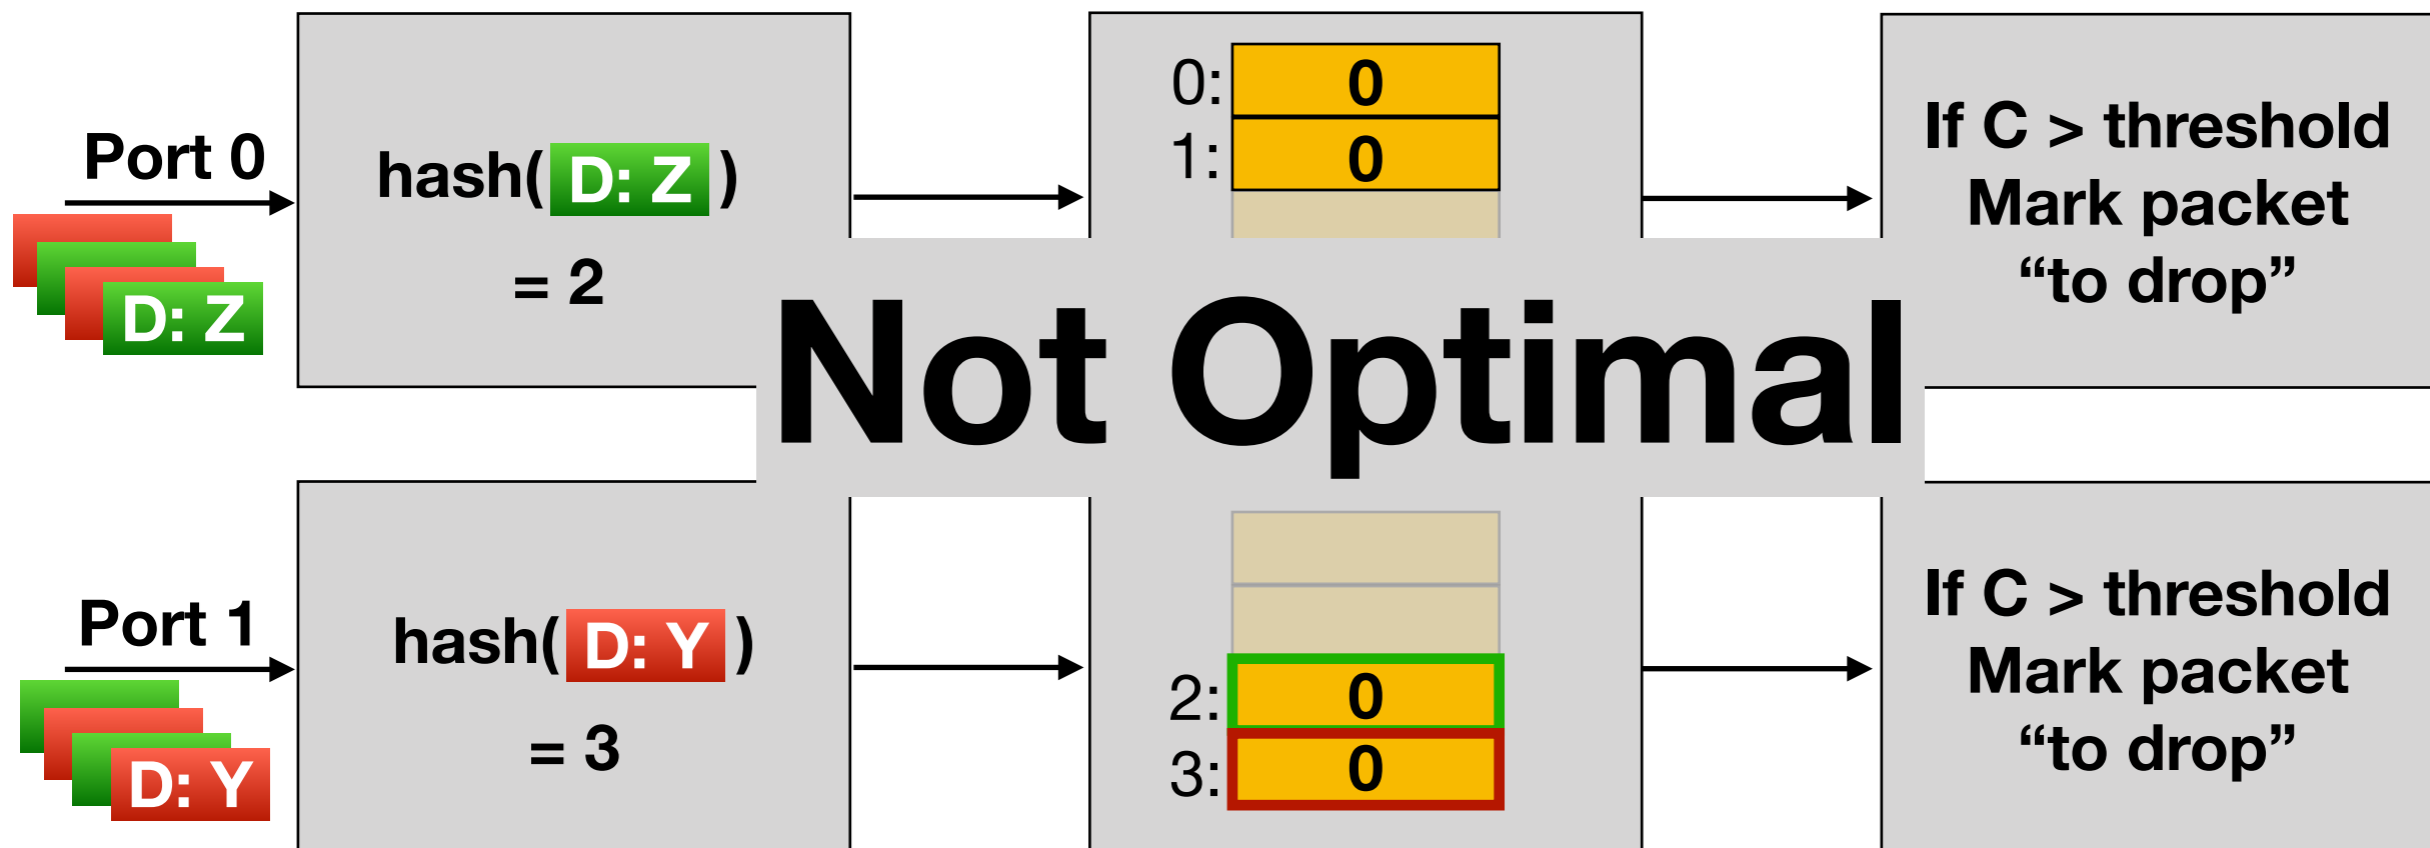 Port 0
D: Z
hash( D: Z )
= 2
0: 0
1: 0
If C > threshold
Mark packet
“to drop”
Not Optimal
Port 1
D: Y
hash( D: Y )
= 3
2: 0
3: 0
If C > threshold
Mark packet
“to drop”